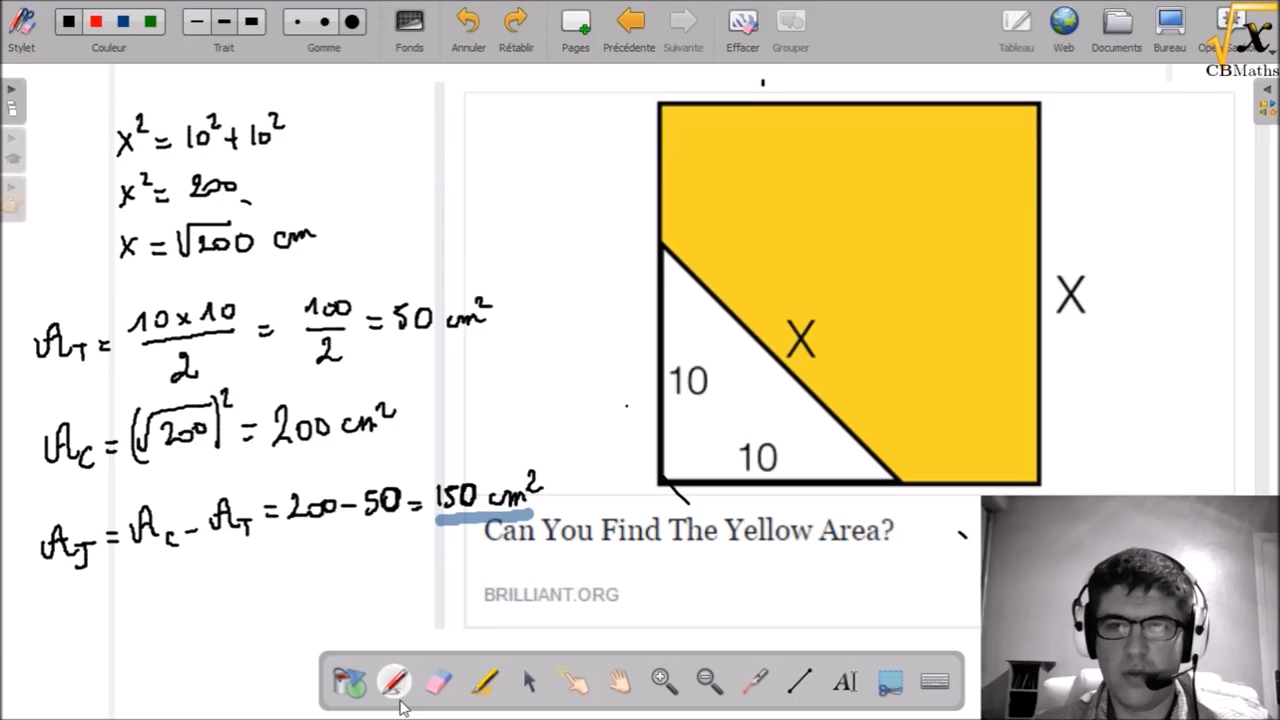 Stylet
Couleur
Trait
Gomme
Fonds
Annuler
Rétablir
Pages
Précédente
Suivante
Effacer
Grouper
Tableau
Web
Documents
Bureau
√x
CBMaths
x² = 10² + 10²
x² = 200
x = √200 cm
A_T = 10 × 10 / 2 = 100 / 2 = 50 cm²
A_C = (√200)² = 200 cm²
A_J = A_C - A_T = 200 - 50 = 150 cm²
X
X
10
10
Can You Find The Yellow Area?
BRILLIANT.ORG
AI